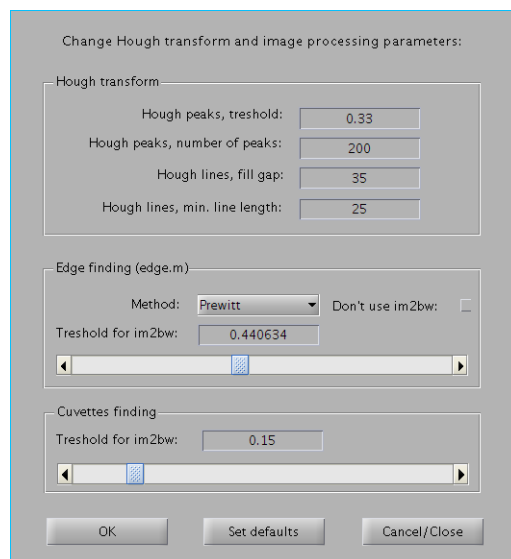 Change Hough transform and image processing parameters:
Hough transform
Hough peaks, treshold: 0.33
Hough peaks, number of peaks: 200
Hough lines, fill gap: 35
Hough lines, min. line length: 25
Edge finding (edge.m)
Method: Prewitt Don't use im2bw:
Treshold for im2bw: 0.440634
Cuvettes finding
Treshold for im2bw: 0.15
OK Set defaults Cancel/Close